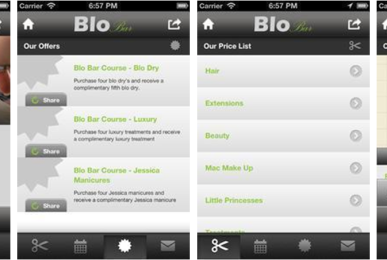 Carrier 6:57 PM
Blo Bar
Our Offers
Blo Bar Course - Blo Dry
Purchase four blo dry's and receive a
complimentary fifth blo dry.
Share
Blo Bar Course - Luxury
Purchase four luxury treatments and receive
a complimentary luxury treatment
Share
Blo Bar Course - Jessica
Manicures
Purchase four Jessica manicures and
receive a complimentary Jessica manicure
Share
Carrier 6:57 PM
Blo Bar
Our Price List
Hair
Extensions
Beauty
Mac Make Up
Little Princesses
Treatments
Ca